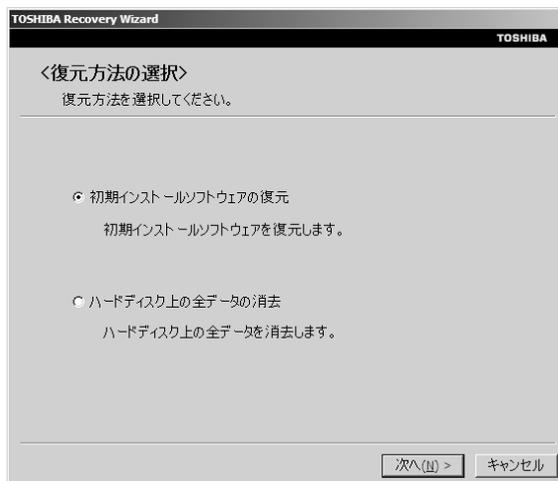 TOSHIBA Recovery Wizard
TOSHIBA
<復元方法の選択>
復元方法を選択してください。
初期インストールソフトウェアの復元
初期インストールソフトウェアを復元します。
ハードディスク上の全データの消去
ハードディスク上の全データを消去します。
次へ(N) >
キャンセル